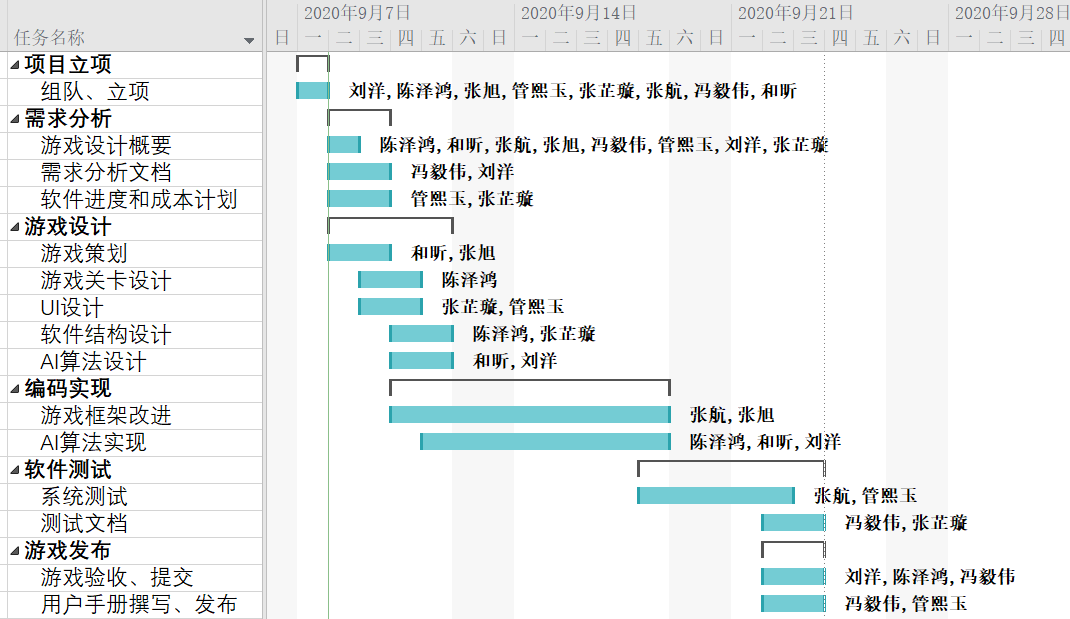 2020年9月7日 2020年9月14日 2020年9月21日 2020年9月28日
任务名称 日 一 二 三 四 五 六 日 一 二 三 四 五 六 日 一 二 三 四 五 六 日 一 二 三 四
项目立项
组队、立项 刘洋,陈泽鸿,张旭,管熙玉,张芷璇,张航,冯毅伟,和昕
需求分析
游戏设计概要 陈泽鸿,和昕,张航,张旭,冯毅伟,管熙玉,刘洋,张芷璇
需求分析文档 冯毅伟,刘洋
软件进度和成本计划 管熙玉,张芷璇
游戏设计
游戏策划 和昕,张旭
游戏关卡设计 陈泽鸿
UI设计 张芷璇,管熙玉
软件结构设计 陈泽鸿,张芷璇
AI算法设计 和昕,刘洋
编码实现
游戏框架改进 张航,张旭
AI算法实现 陈泽鸿,和昕,刘洋
软件测试
系统测试 张航,管熙玉
测试文档 冯毅伟,张芷璇
游戏发布
游戏验收、提交 刘洋,陈泽鸿,冯毅伟
用户手册撰写、发布 冯毅伟,管熙玉